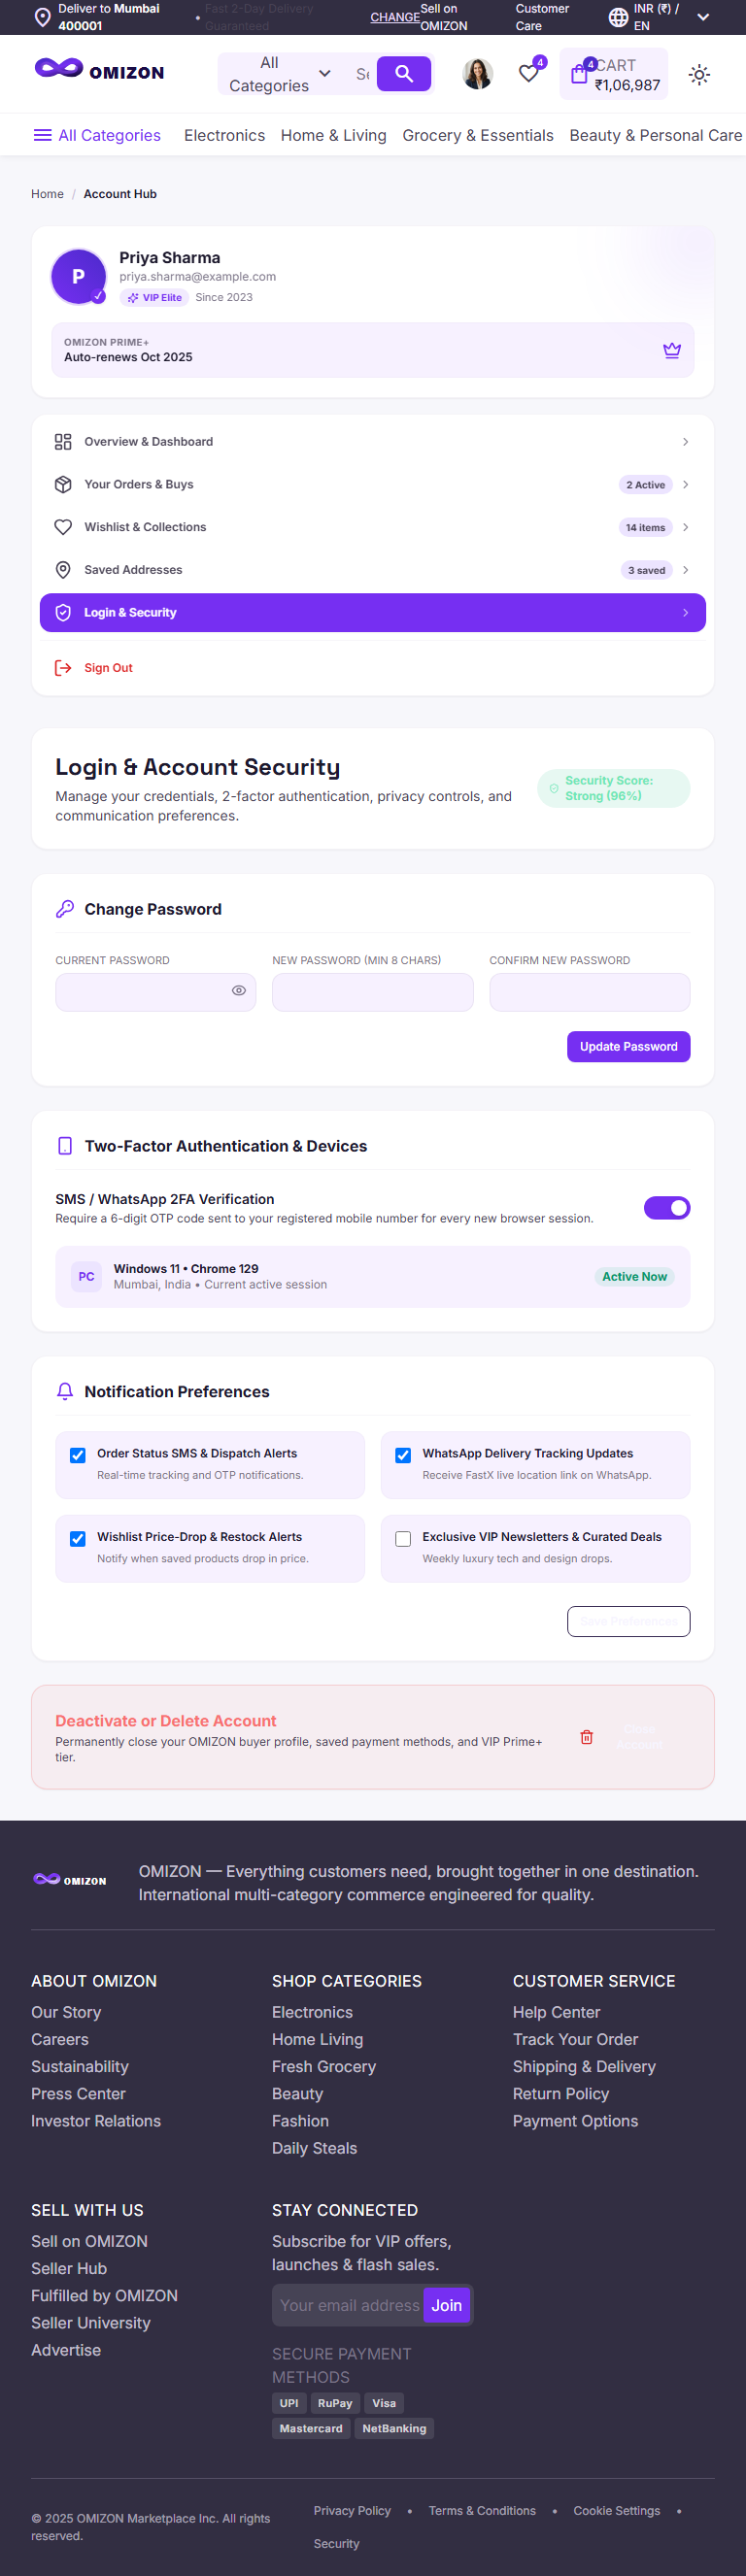 Deliver to Mumbai
400001
• Fast 2-Day Delivery
Guaranteed
CHANGE
Sell on
OMIZON
Customer
Care
INR (₹) /
EN
OMIZON
All
Categories
Se
4
4
CART
₹1,06,987
All Categories
Electronics
Home & Living
Grocery & Essentials
Beauty & Personal Care
Home / Account Hub
P
Priya Sharma
priya.sharma@example.com
VIP Elite
Since 2023
OMIZON PRIME+
Auto-renews Oct 2025
Overview & Dashboard
Your Orders & Buys
2 Active
Wishlist & Collections
14 items
Saved Addresses
3 saved
Login & Security
Sign Out
Login & Account Security
Manage your credentials, 2-factor authentication, privacy controls, and
communication preferences.
Security Score:
Strong (96%)
Change Password
CURRENT PASSWORD
NEW PASSWORD (MIN 8 CHARS)
CONFIRM NEW PASSWORD
Update Password
Two-Factor Authentication & Devices
SMS / WhatsApp 2FA Verification
Require a 6-digit OTP code sent to your registered mobile number for every new browser session.
PC
Windows 11 • Chrome 129
Mumbai, India • Current active session
Active Now
Notification Preferences
Order Status SMS & Dispatch Alerts
Real-time tracking and OTP notifications.
WhatsApp Delivery Tracking Updates
Receive FastX live location link on WhatsApp.
Wishlist Price-Drop & Restock Alerts
Notify when saved products drop in price.
Exclusive VIP Newsletters & Curated Deals
Weekly luxury tech and design drops.
Save Preferences
Deactivate or Delete Account
Permanently close your OMIZON buyer profile, saved payment methods, and VIP Prime+
tier.
Close
Account
OMIZON
OMIZON — Everything customers need, brought together in one destination.
International multi-category commerce engineered for quality.
ABOUT OMIZON
Our Story
Careers
Sustainability
Press Center
Investor Relations
SHOP CATEGORIES
Electronics
Home Living
Fresh Grocery
Beauty
Fashion
Daily Steals
CUSTOMER SERVICE
Help Center
Track Your Order
Shipping & Delivery
Return Policy
Payment Options
SELL WITH US
Sell on OMIZON
Seller Hub
Fulfilled by OMIZON
Seller University
Advertise
STAY CONNECTED
Subscribe for VIP offers,
launches & flash sales.
Your email address
Join
SECURE PAYMENT
METHODS
UPI
RuPay
Visa
Mastercard
NetBanking
© 2025 OMIZON Marketplace Inc. All rights
reserved.
Privacy Policy • Terms & Conditions • Cookie Settings •
Security